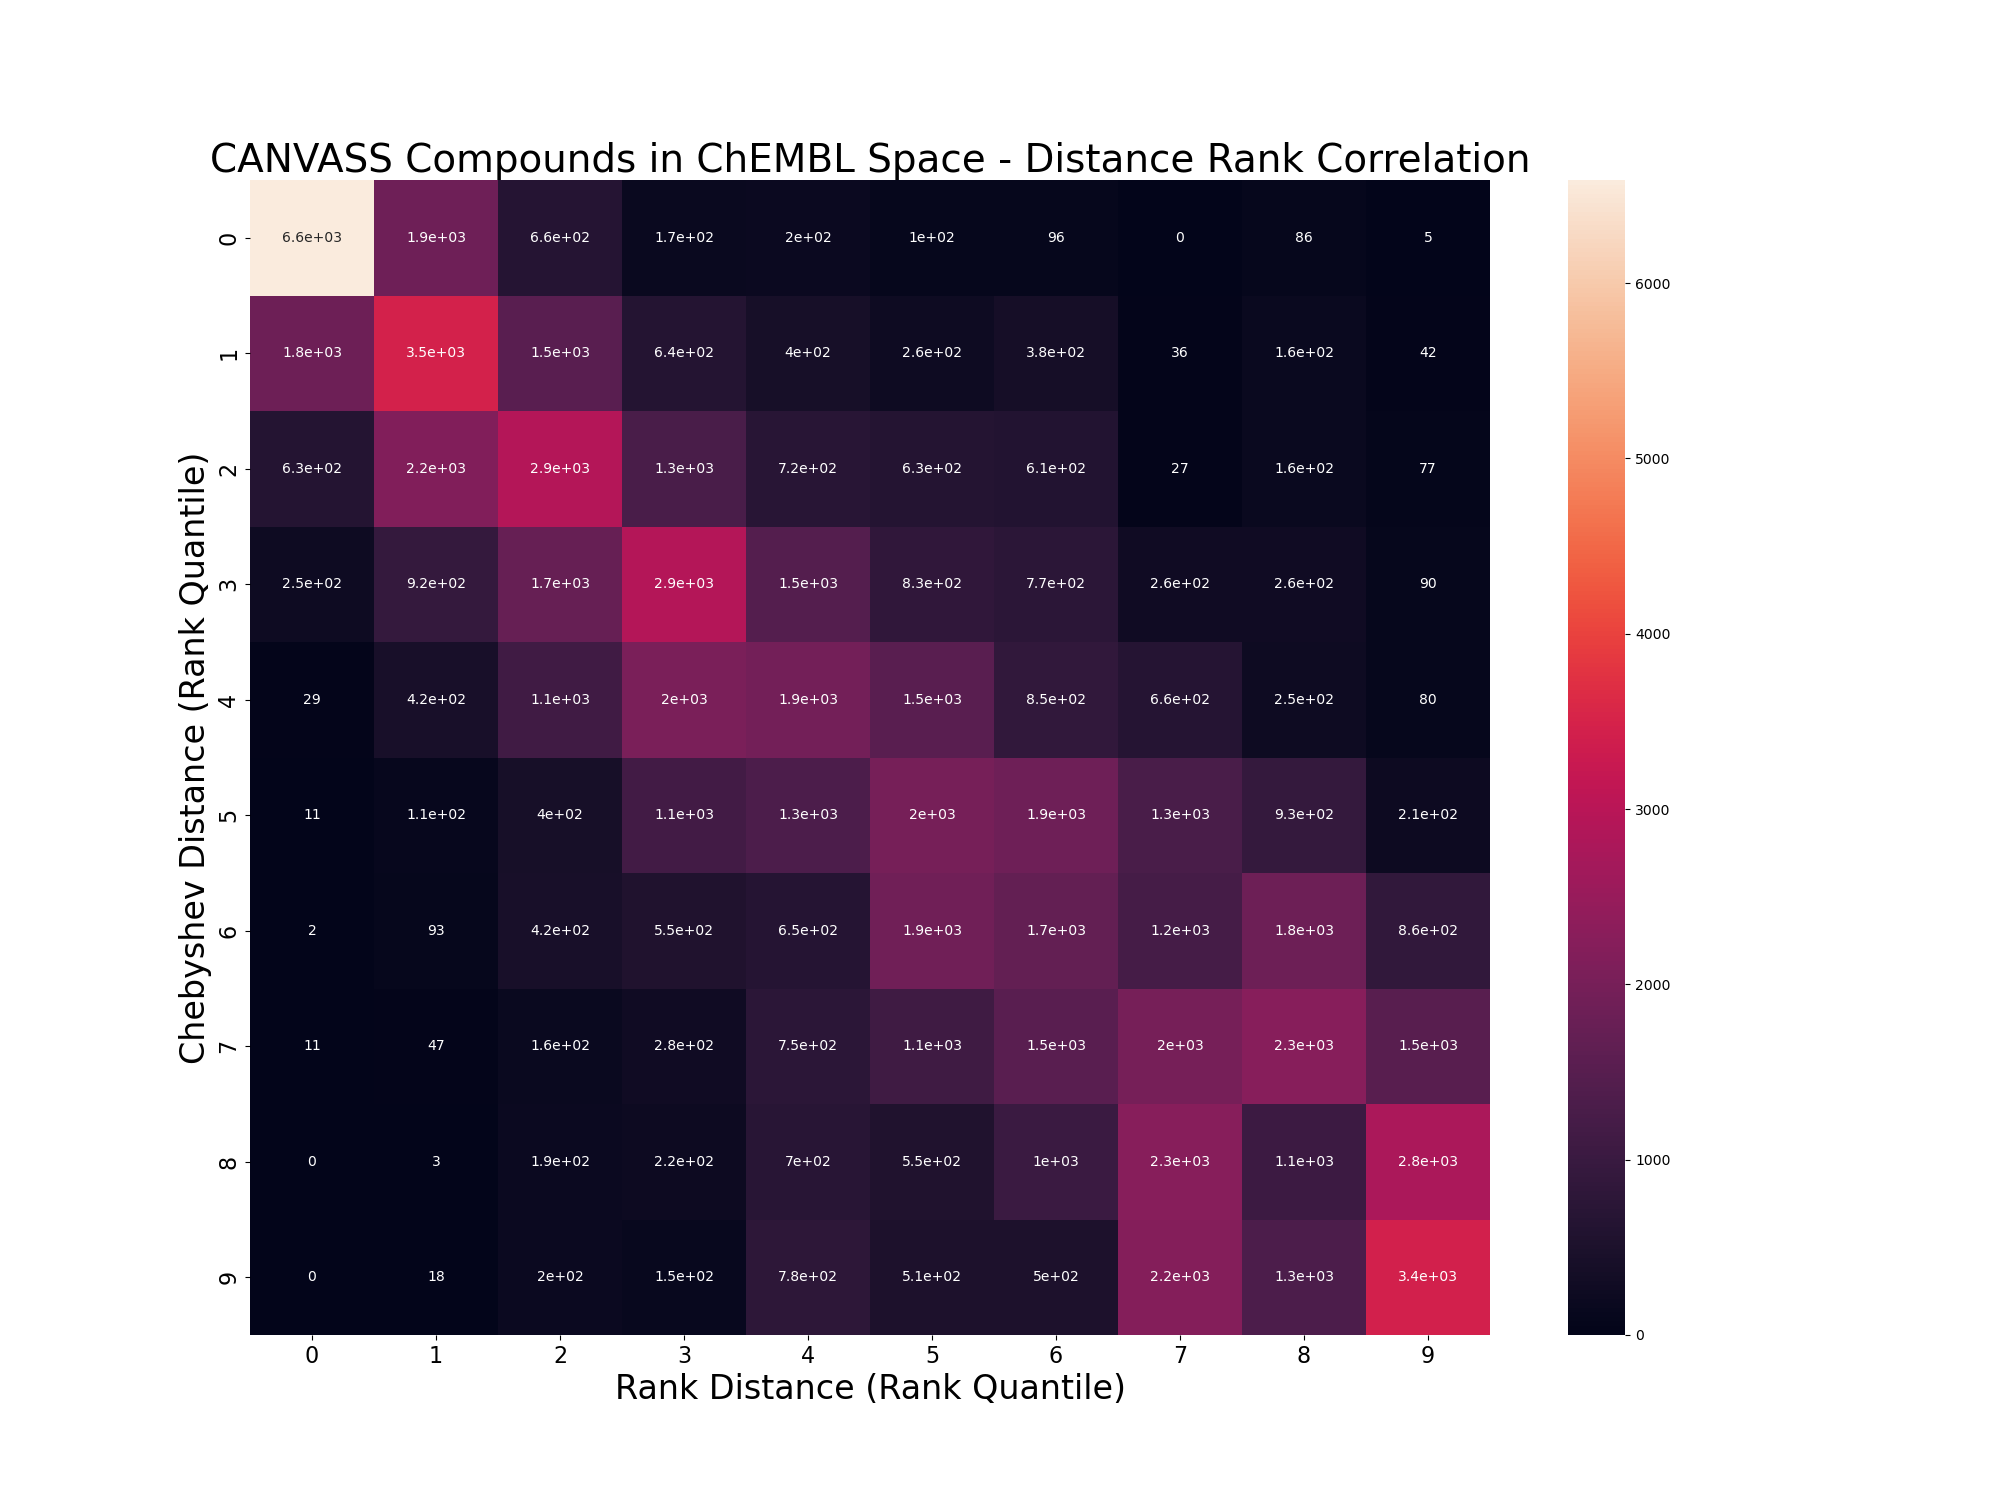 CANVASS Compounds in ChEMBL Space - Distance Rank Correlation
Chebyshev Distance (Rank Quantile)
0 6.6e+03 1.9e+03 6.6e+02 1.7e+02 2e+02 1e+02 96 0 86 5
1 1.8e+03 3.5e+03 1.5e+03 6.4e+02 4e+02 2.6e+02 3.8e+02 36 1.6e+02 42
2 6.3e+02 2.2e+03 2.9e+03 1.3e+03 7.2e+02 6.3e+02 6.1e+02 27 1.6e+02 77
3 2.5e+02 9.2e+02 1.7e+03 2.9e+03 1.5e+03 8.3e+02 7.7e+02 2.6e+02 2.6e+02 90
4 29 4.2e+02 1.1e+03 2e+03 1.9e+03 1.5e+03 8.5e+02 6.6e+02 2.5e+02 80
5 11 1.1e+02 4e+02 1.1e+03 1.3e+03 2e+03 1.9e+03 1.3e+03 9.3e+02 2.1e+02
6 2 93 4.2e+02 5.5e+02 6.5e+02 1.9e+03 1.7e+03 1.2e+03 1.8e+03 8.6e+02
7 11 47 1.6e+02 2.8e+02 7.5e+02 1.1e+03 1.5e+03 2e+03 2.3e+03 1.5e+03
8 0 3 1.9e+02 2.2e+02 7e+02 5.5e+02 1e+03 2.3e+03 1.1e+03 2.8e+03
9 0 18 2e+02 1.5e+02 7.8e+02 5.1e+02 5e+02 2.2e+03 1.3e+03 3.4e+03
0 1 2 3 4 5 6 7 8 9
Rank Distance (Rank Quantile)
6000
5000
4000
3000
2000
1000
0